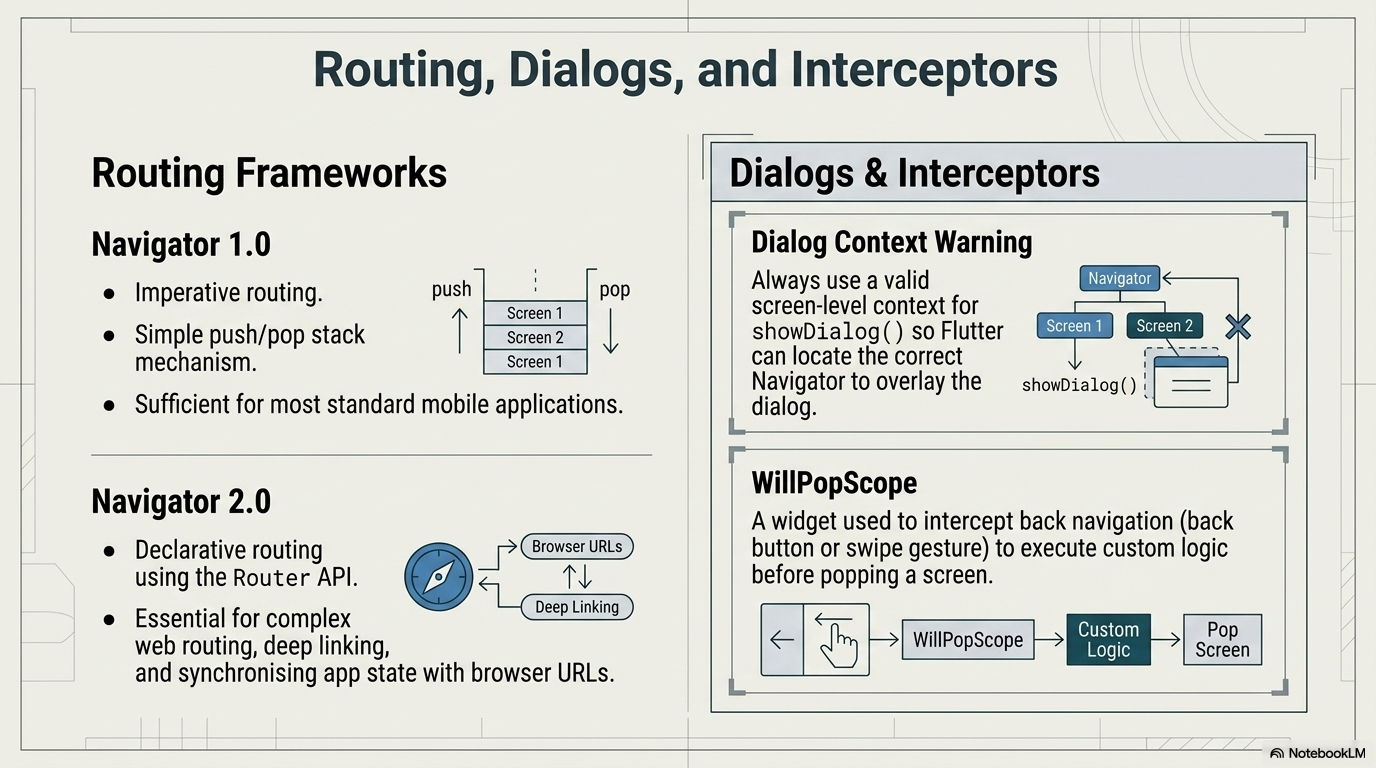 Routing, Dialogs, and Interceptors
Routing Frameworks
Navigator 1.0
● Imperative routing.
● Simple push/pop stack
mechanism.
● Sufficient for most standard mobile applications.
push
pop
Screen 1
Screen 2
Screen 1
Navigator 2.0
● Declarative routing
using the Router API.
● Essential for complex
web routing, deep linking,
and synchronising app state with browser URLs.
Browser URLs
Deep Linking
Dialogs & Interceptors
Dialog Context Warning
Always use a valid
screen-level context for
showDialog() so Flutter
can locate the correct
Navigator to overlay the
dialog.
Navigator
Screen 1
Screen 2
showDialog()
WillPopScope
A widget used to intercept back navigation (back
button or swipe gesture) to execute custom logic
before popping a screen.
WillPopScope
Custom
Logic
Pop
Screen
NotebookLM